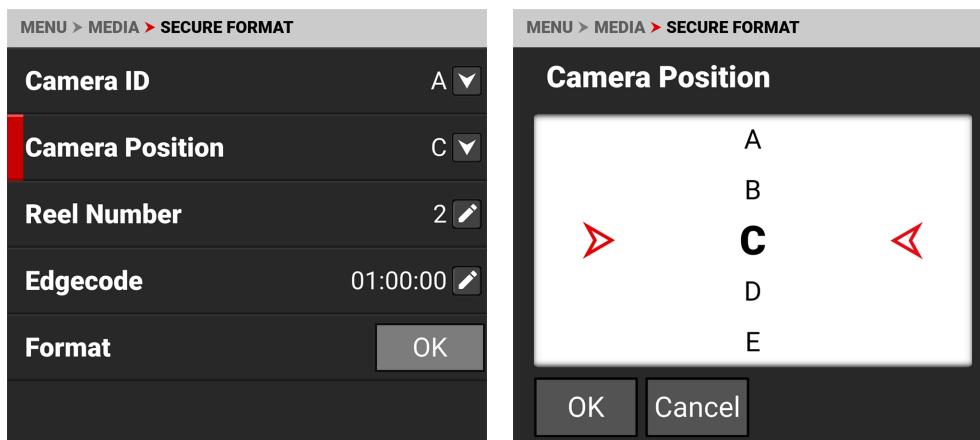 MENU > MEDIA > SECURE FORMAT
Camera ID A
Camera Position C
Reel Number 2
Edgecode 01:00:00
Format OK
MENU > MEDIA > SECURE FORMAT
Camera Position
A
B
C
D
E
OK Cancel